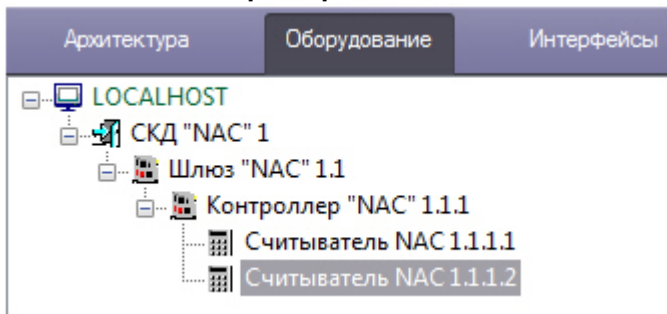 Архитектура Оборудование Интерфейсы
LOCALHOST
СКД "NAC" 1
Шлюз "NAC" 1.1
Контроллер "NAC" 1.1.1
Считыватель NAC 1.1.1.1
Считыватель NAC 1.1.1.2